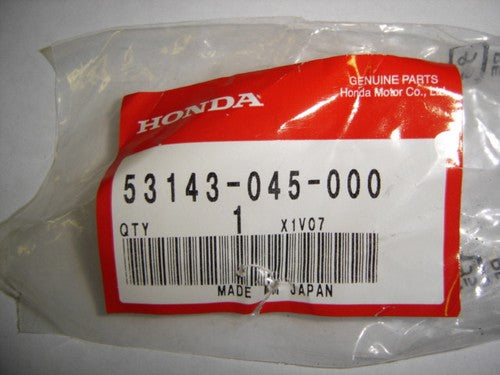 GENUINE PARTS
Honda Motor Co., Ltd.
HONDA
53143-045-000
QTY 1 X1V07
MADE IN JAPAN